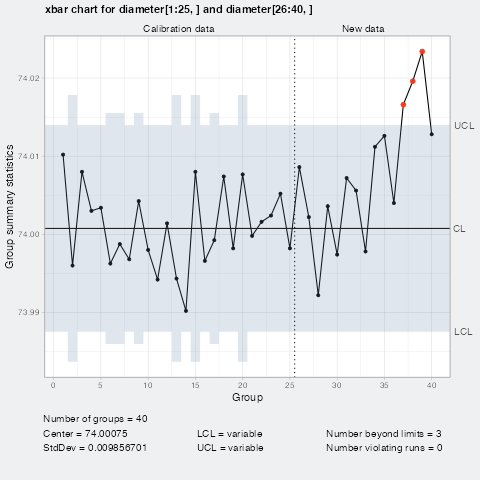 xbar chart for diameter[1:25, ] and diameter[26:40, ]
Calibration data New data
74.02
74.01
74.00
73.99
Group summary statistics
UCL
CL
LCL
0 5 10 15 20 25 30 35 40
Group
Number of groups = 40
Center = 74.00075 LCL = variable Number beyond limits = 3
StdDev = 0.009856701 UCL = variable Number violating runs = 0